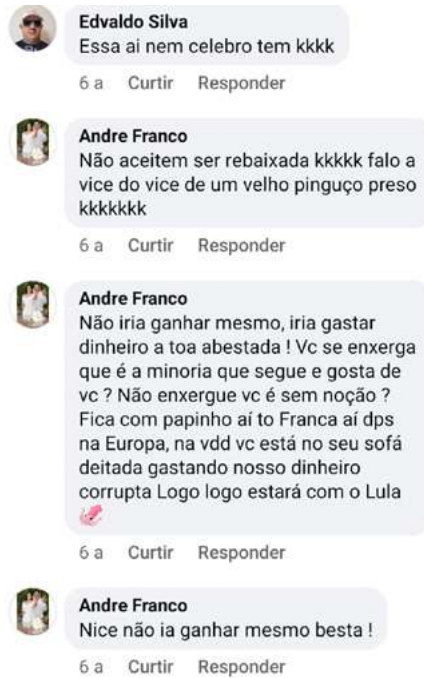 Edvaldo Silva
Essa ai nem celebro tem kkkk
6 a Curtir Responder
Andre Franco
Não aceitem ser rebaixada kkkkk falo a
vice do vice de um velho pinguço preso
kkkkkkk
6 a Curtir Responder
Andre Franco
Não iria ganhar mesmo, iria gastar
dinheiro a toa abestada ! Vc se enxerga
que é a minoria que segue e gosta de
vc ? Não enxergue vc é sem noção ?
Fica com papinho aí to Franca aí dps
na Europa, na vdd vc está no seu sofá
deitada gastando nosso dinheiro
corrupta Logo logo estará com o Lula
🦑
6 a Curtir Responder
Andre Franco
Nice não ia ganhar mesmo besta !
6 a Curtir Responder